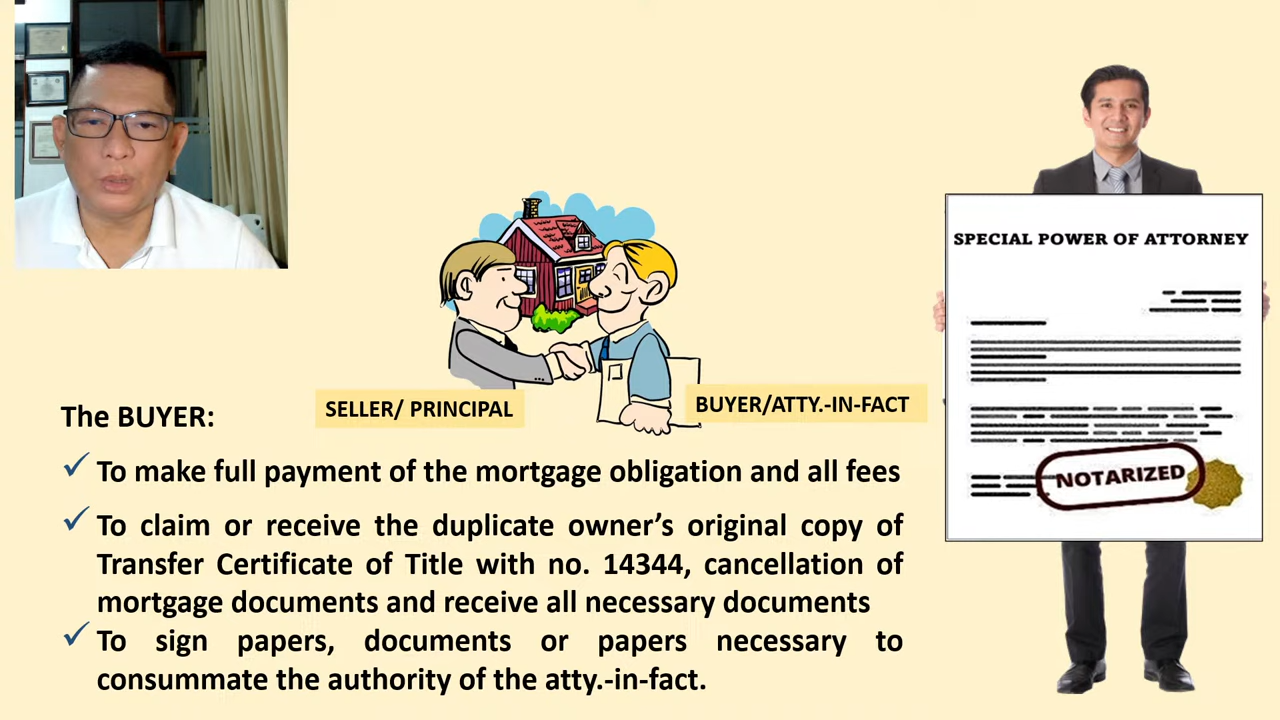 SPECIAL POWER OF ATTORNEY
NOTARIZED
SELLER/ PRINCIPAL
BUYER/ATTY.-IN-FACT
The BUYER:
To make full payment of the mortgage obligation and all fees
To claim or receive the duplicate owner’s original copy of
Transfer Certificate of Title with no. 14344, cancellation of
mortgage documents and receive all necessary documents
To sign papers, documents or papers necessary to
consummate the authority of the atty.-in-fact.